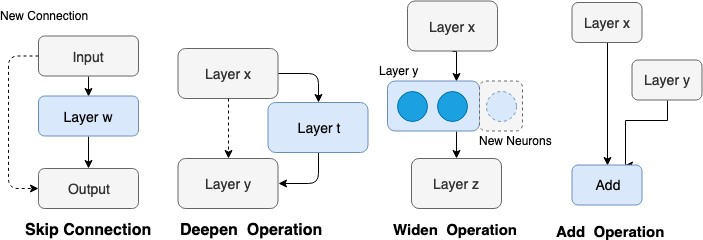 New Connection
Input
Layer w
Output
Skip Connection
Layer x
Layer t
Layer y
Deepen Operation
Layer x
Layer y
New Neurons
Layer z
Widen Operation
Layer x
Layer y
Add
Add Operation